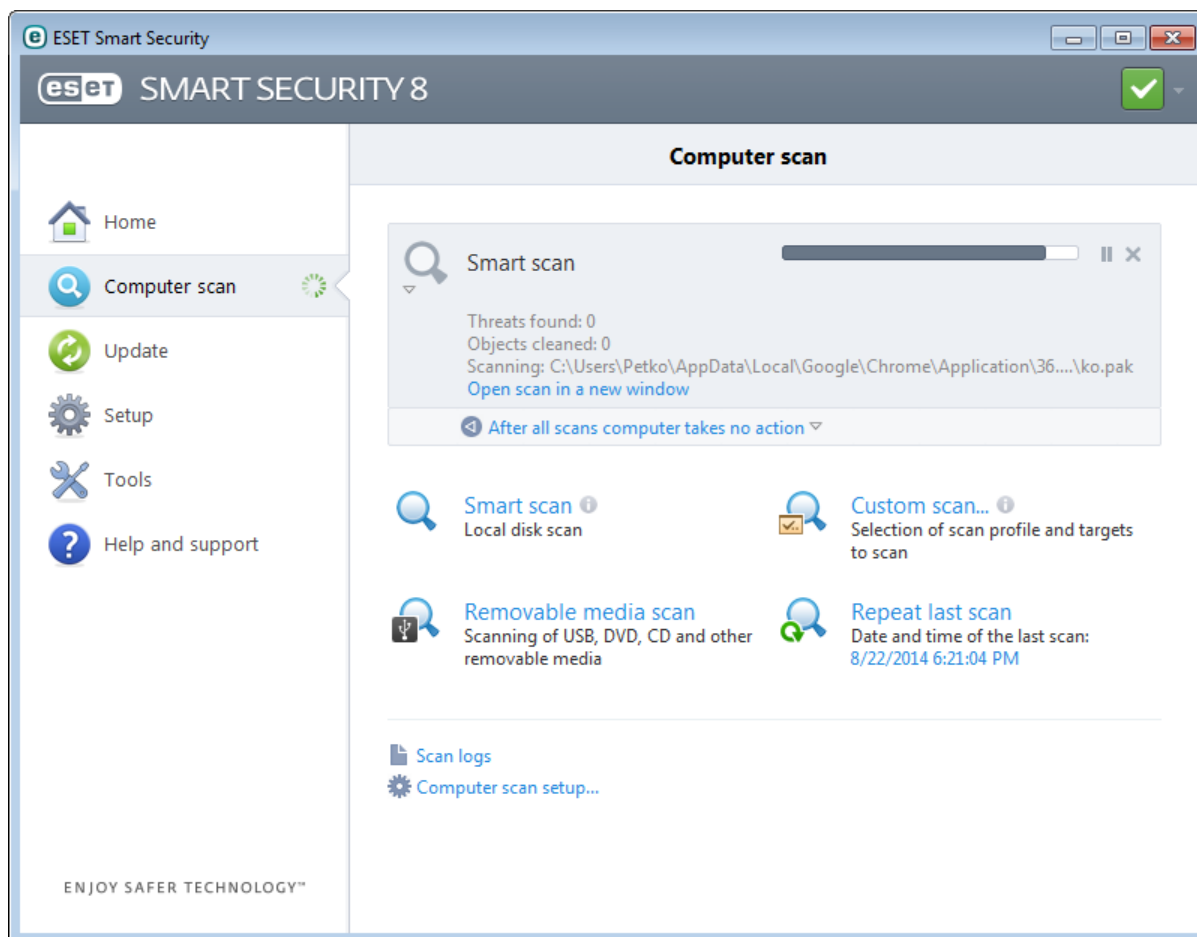 ESET Smart Security
eset SMART SECURITY 8
Computer scan
Home
Computer scan
Update
Setup
Tools
Help and support
Smart scan
Threats found: 0
Objects cleaned: 0
Scanning: C:\Users\Petko\AppData\Local\Google\Chrome\Application\36....\ko.pak
Open scan in a new window
After all scans computer takes no action
Smart scan
Local disk scan
Custom scan...
Selection of scan profile and targets
to scan
Removable media scan
Scanning of USB, DVD, CD and other
removable media
Repeat last scan
Date and time of the last scan:
8/22/2014 6:21:04 PM
Scan logs
Computer scan setup...
ENJOY SAFER TECHNOLOGY™